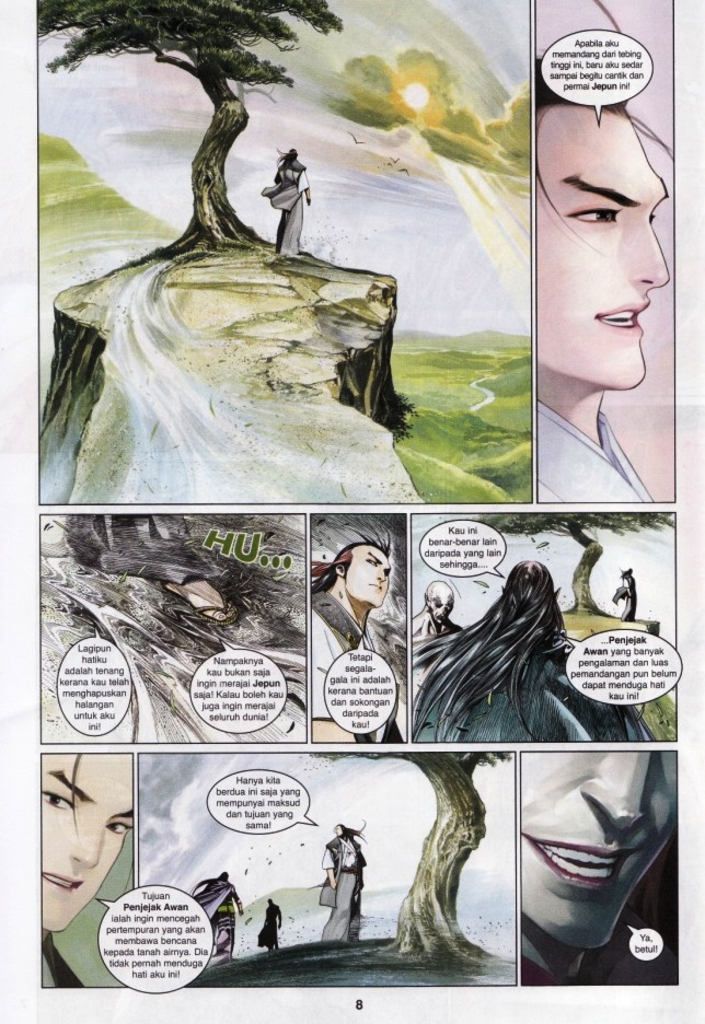 Apabila aku
memandang dari tebing
tinggi ini, baru aku sedar
sampai begitu cantik dan
permai Jepun ini!
HU...
Lagipun
hatiku
adalah tenang
kerana kau telah
menghapuskan
halangan
untuk aku
ini!
Nampaknya
kau bukan saja
ingin merajai Jepun
saja! Kalau boleh kau
juga ingin merajai
seluruh dunia!
Tetapi
segala-
gala ini adalah
kerana bantuan
dan sokongan
daripada
kau!
Kau ini
benar-benar lain
daripada yang lain
sehingga....
...Penjejak
Awan yang banyak
pengalaman dan luas
pemandangan pun belum
dapat menduga hati
kau ini!
Tujuan
Penjejak Awan
ialah ingin mencegah
pertempuran yang akan
membawa bencana
kepada tanah airnya. Dia
tidak pernah menduga
hati aku ini!
Hanya kita
berdua ini saja yang
mempunyai maksud
dan tujuan yang
sama!
Ya,
betul!
8